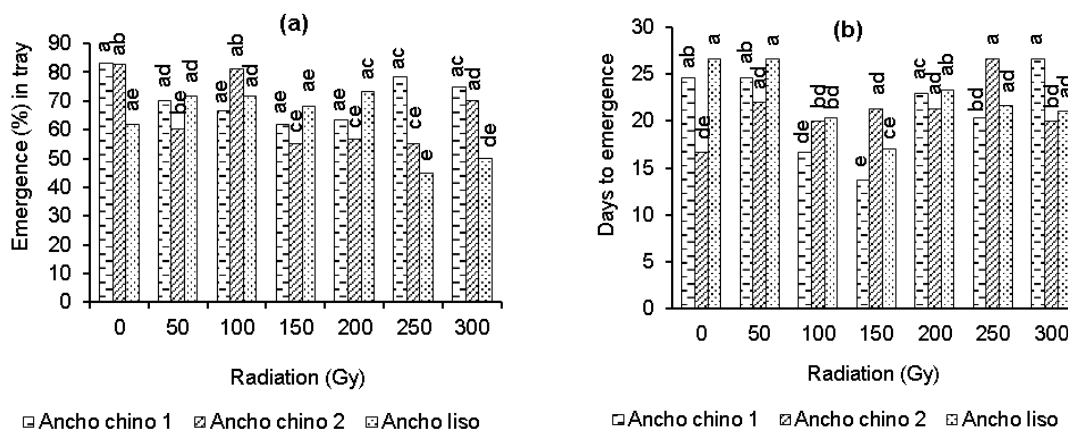 (a)
Emergence (%) in tray
90
80
70
60
50
40
30
20
10
0
a ab ae
ad be ad
ae ab ad
ae ce ae
ae ce ac
ac ce e
ac ad de
0 50 100 150 200 250 300
Radiation (Gy)
Ancho chino 1 Ancho chino 2 Ancho liso
(b)
Days to emergence
30
25
20
15
10
5
0
ab de a
ab ad a
de bd bd
e ad ce
ac ad ab
bd a ad
a bd ad
0 50 100 150 200 250 300
Radiation (Gy)
Ancho chino 1 Ancho chino 2 Ancho liso